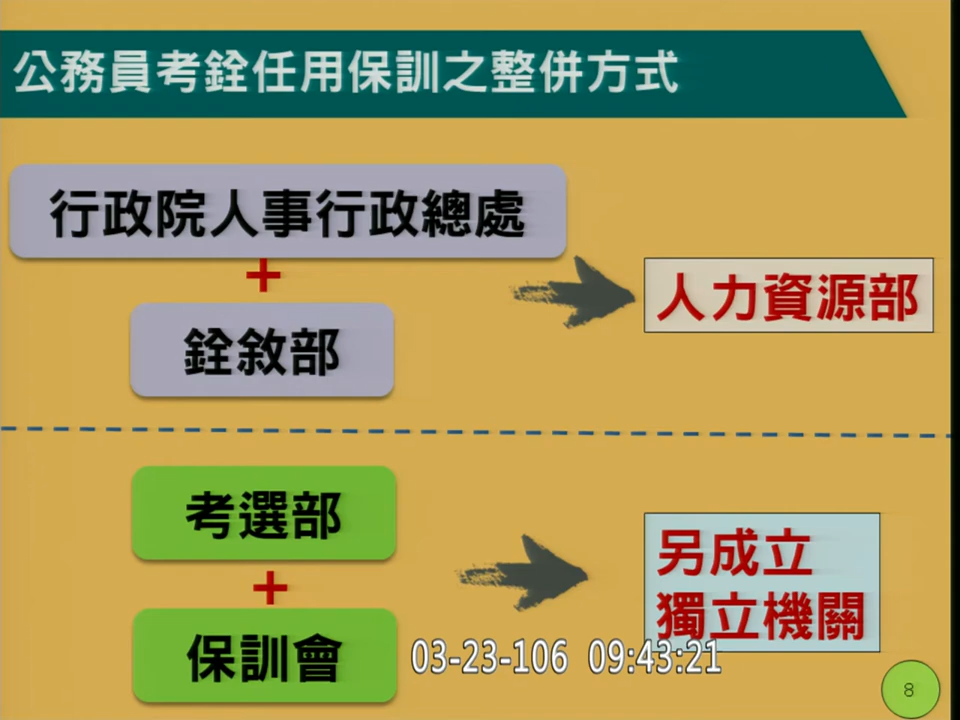 公務員考銓任用保訓之整併方式
行政院人事行政總處
+
銓敘部
人力資源部
考選部
+
保訓會
另成立
獨立機關
03-23-106 09:43:21
8